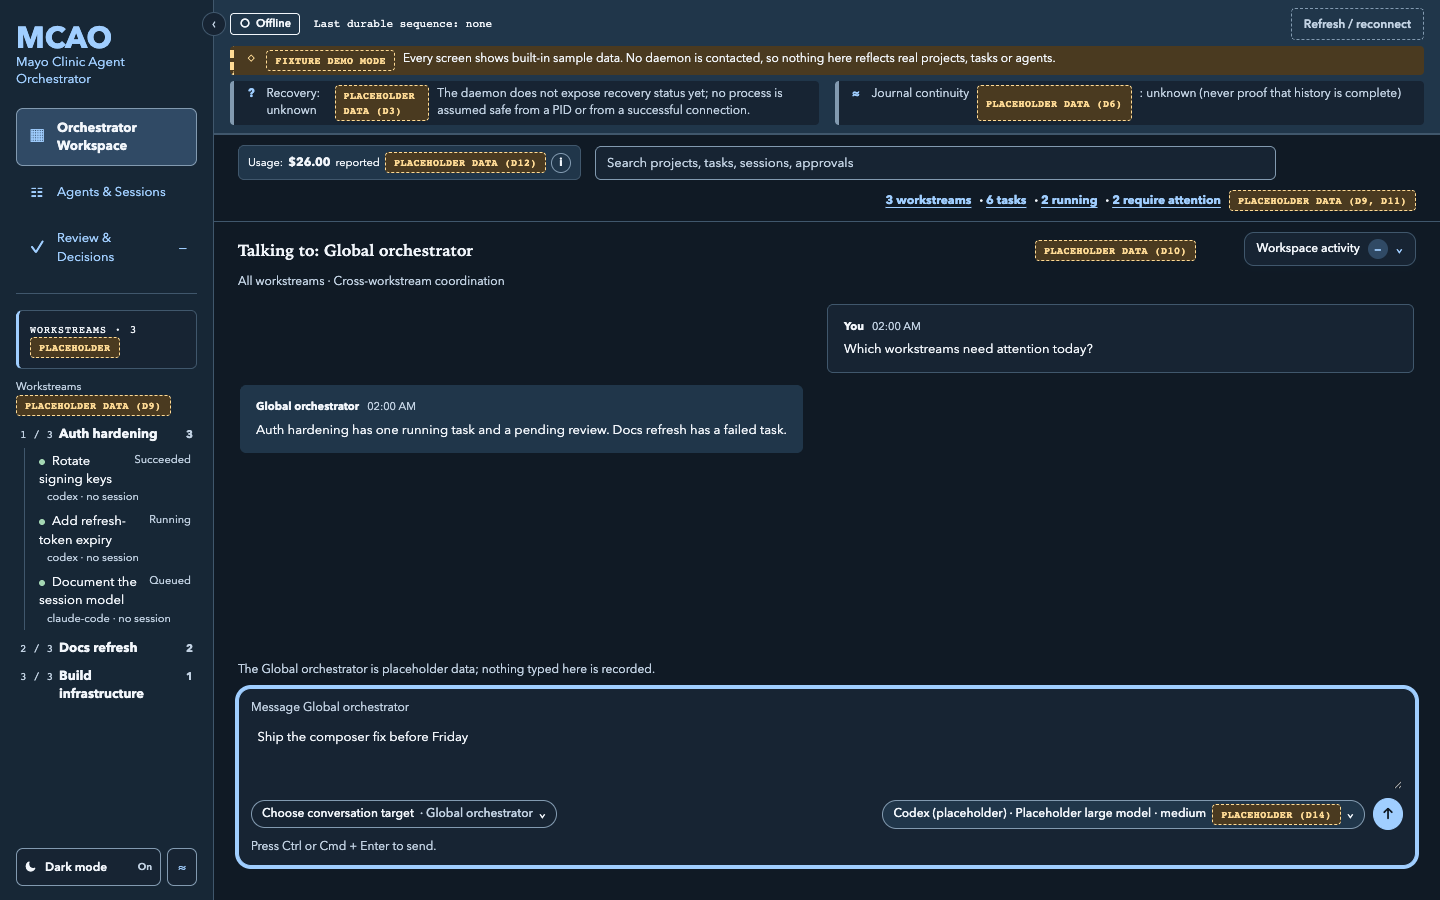 MCAO
Mayo Clinic Agent
Orchestrator
Orchestrator
Workspace
Agents & Sessions
Review &
Decisions
–
WORKSTREAMS · 3
PLACEHOLDER
Workstreams
PLACEHOLDER DATA (D9)
1 / 3 Auth hardening 3
Rotate Succeeded
signing keys
codex · no session
Add refresh- Running
token expiry
codex · no session
Document the Queued
session model
claude-code · no session
2 / 3 Docs refresh 2
3 / 3 Build 1
infrastructure
Dark mode On
≈
‹
Offline Last durable sequence: none
Refresh / reconnect
FIXTURE DEMO MODE Every screen shows built-in sample data. No daemon is contacted, so nothing here reflects real projects, tasks or agents.
? Recovery: PLACEHOLDER The daemon does not expose recovery status yet; no process is
unknown DATA (D3) assumed safe from a PID or from a successful connection.
≈ Journal continuity PLACEHOLDER DATA (D6) : unknown (never proof that history is complete)
Usage: $26.00 reported PLACEHOLDER DATA (D12) i
Search projects, tasks, sessions, approvals
3 workstreams · 6 tasks · 2 running · 2 require attention PLACEHOLDER DATA (D9, D11)
Talking to: Global orchestrator
PLACEHOLDER DATA (D10)
Workspace activity –
All workstreams · Cross-workstream coordination
You 02:00 AM
Which workstreams need attention today?
Global orchestrator 02:00 AM
Auth hardening has one running task and a pending review. Docs refresh has a failed task.
The Global orchestrator is placeholder data; nothing typed here is recorded.
Message Global orchestrator
Ship the composer fix before Friday
Choose conversation target · Global orchestrator
Codex (placeholder) · Placeholder large model · medium PLACEHOLDER (D14)
Press Ctrl or Cmd + Enter to send.